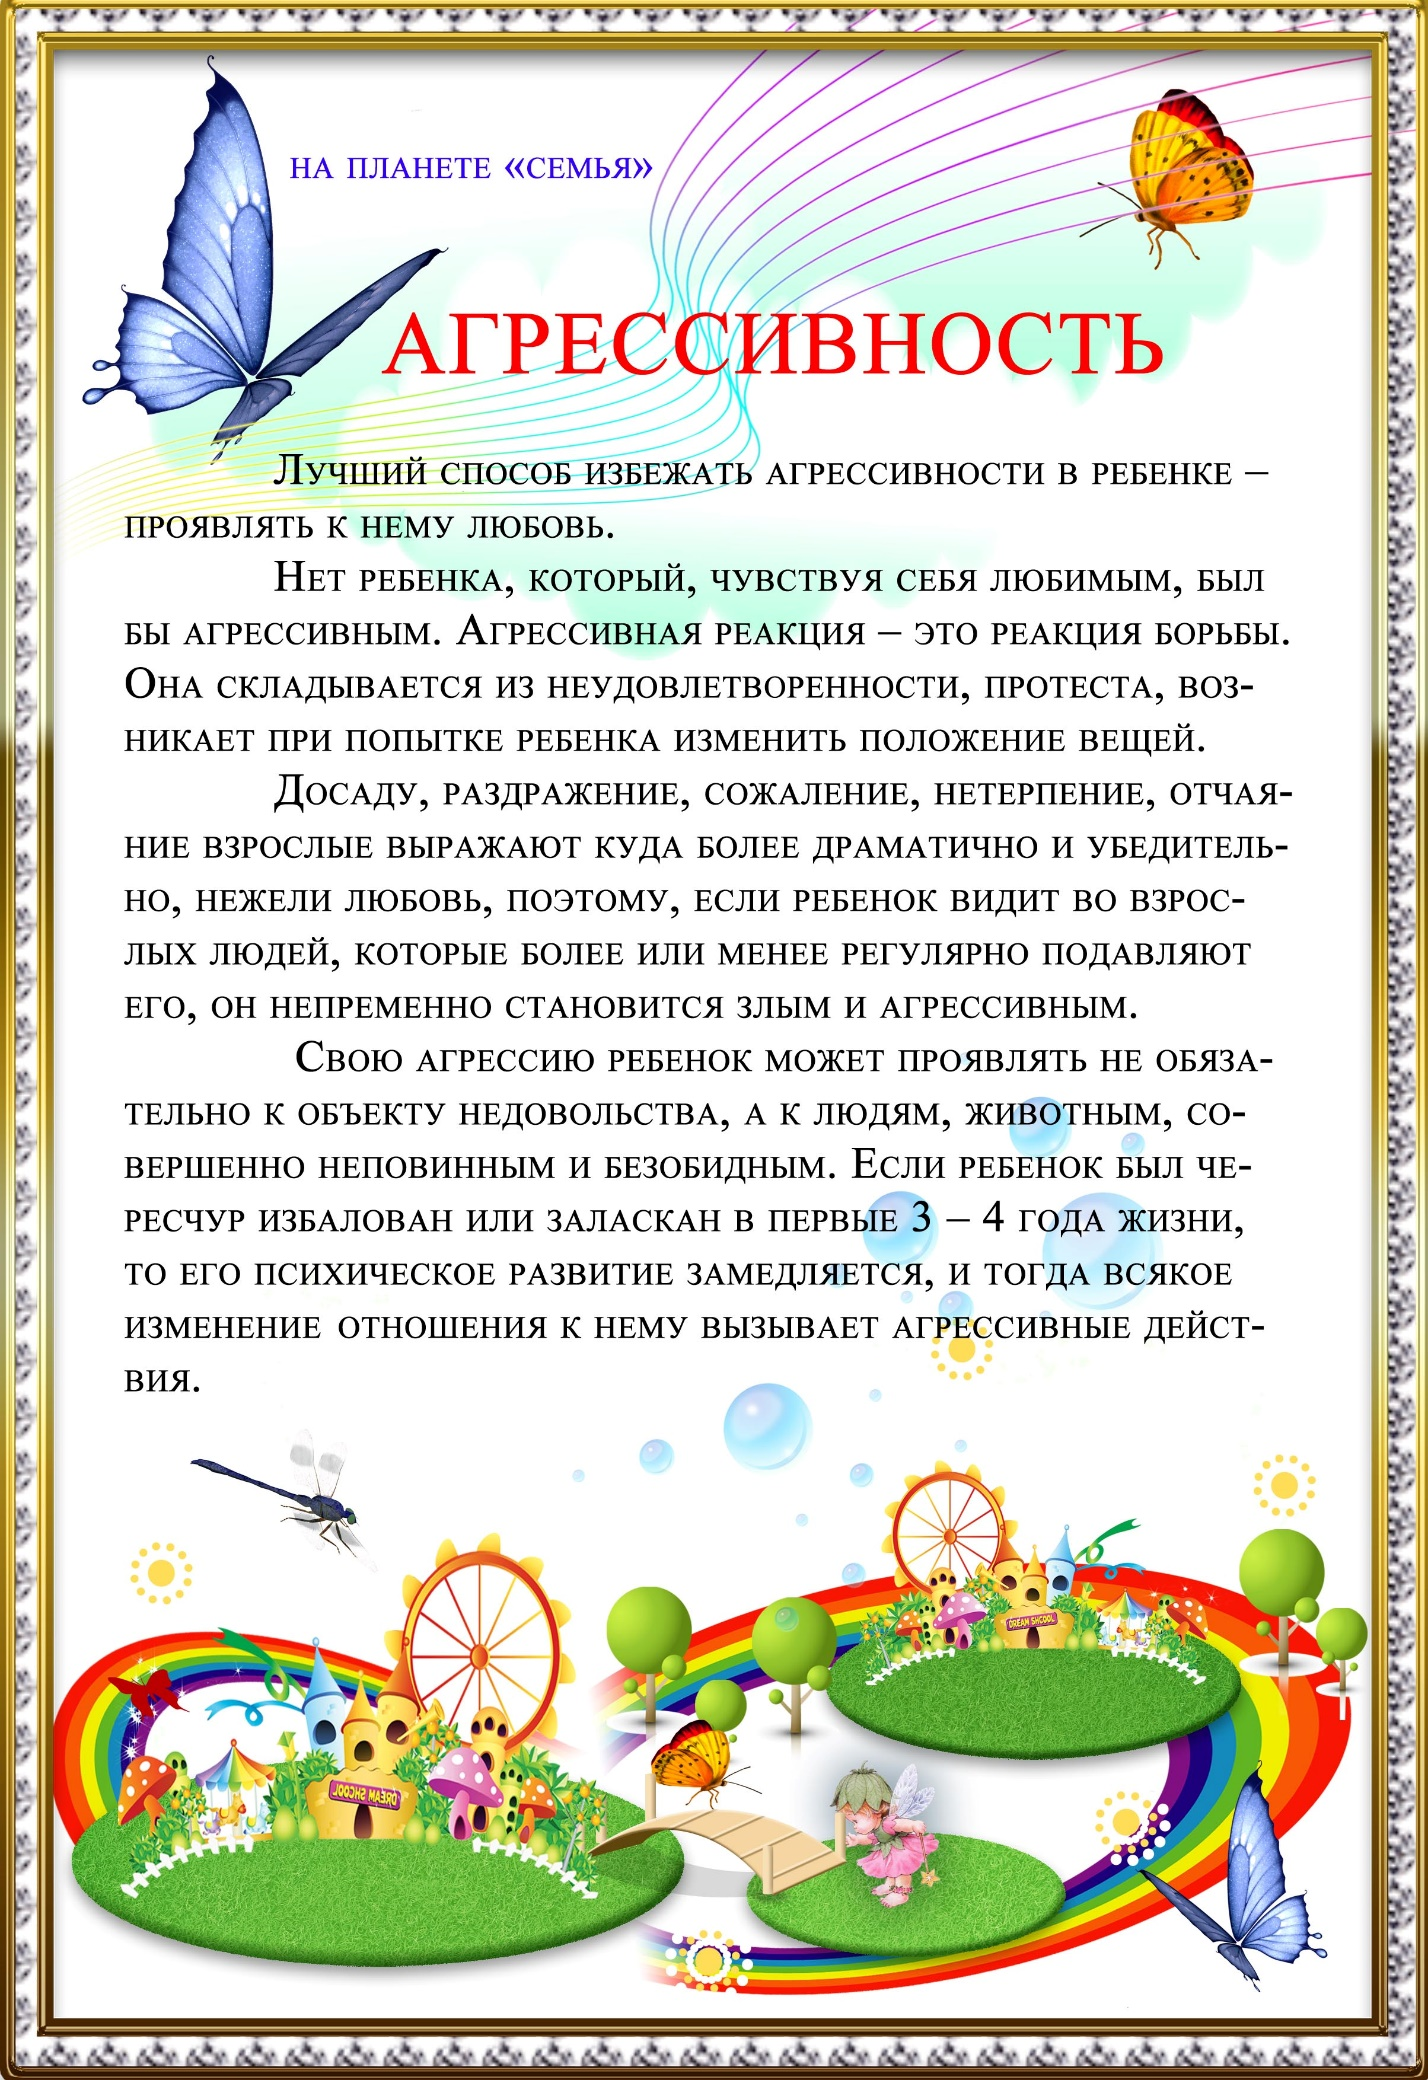 НА ПЛАНЕТЕ «СЕМЬЯ»
АГРЕССИВНОСТЬ
Лучший способ избежать агрессивности в ребенке –
проявлять к нему любовь.
Нет ребенка, который, чувствуя себя любимым, был
бы агрессивным. Агрессивная реакция – это реакция борьбы.
Она складывается из неудовлетворенности, протеста, воз-
никает при попытке ребенка изменить положение вещей.
Досаду, раздражение, сожаление, нетерпение, отчая-
ние взрослые выражают куда более драматично и убедитель-
но, нежели любовь, поэтому, если ребенок видит во взрос-
лых людей, которые более или менее регулярно подавляют
его, он непременно становится злым и агрессивным.
Свою агрессию ребенок может проявлять не обяза-
тельно к объекту недовольства, а к людям, животным, со-
вершенно неповинным и безобидным. Если ребенок был че-
ресчур избалован или заласкан в первые 3 – 4 года жизни,
то его психическое развитие замедляется, и тогда всякое
изменение отношения к нему вызывает агрессивные дейст-
вия.
DREAM SHCOOL
DREAM SHCOOL